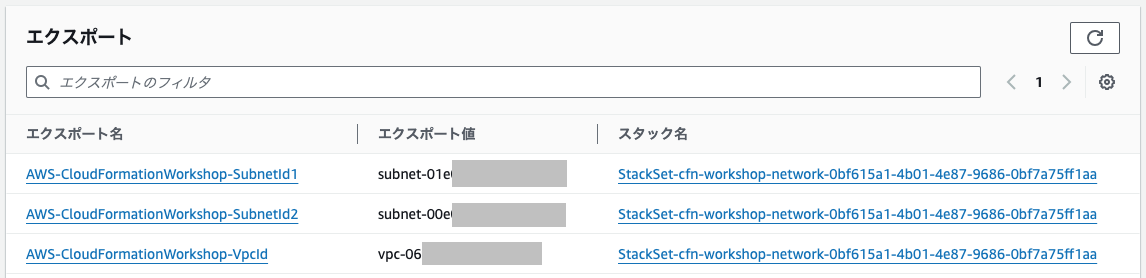 エクスポート
エクスポートのフィルタ
1
エクスポート名 エクスポート値 スタック名
AWS-CloudFormationWorkshop-SubnetId1 subnet-01e StackSet-cfn-workshop-network-0bf615a1-4b01-4e87-9686-0bf7a75ff1aa
AWS-CloudFormationWorkshop-SubnetId2 subnet-00e StackSet-cfn-workshop-network-0bf615a1-4b01-4e87-9686-0bf7a75ff1aa
AWS-CloudFormationWorkshop-VpcId vpc-06 StackSet-cfn-workshop-network-0bf615a1-4b01-4e87-9686-0bf7a75ff1aa